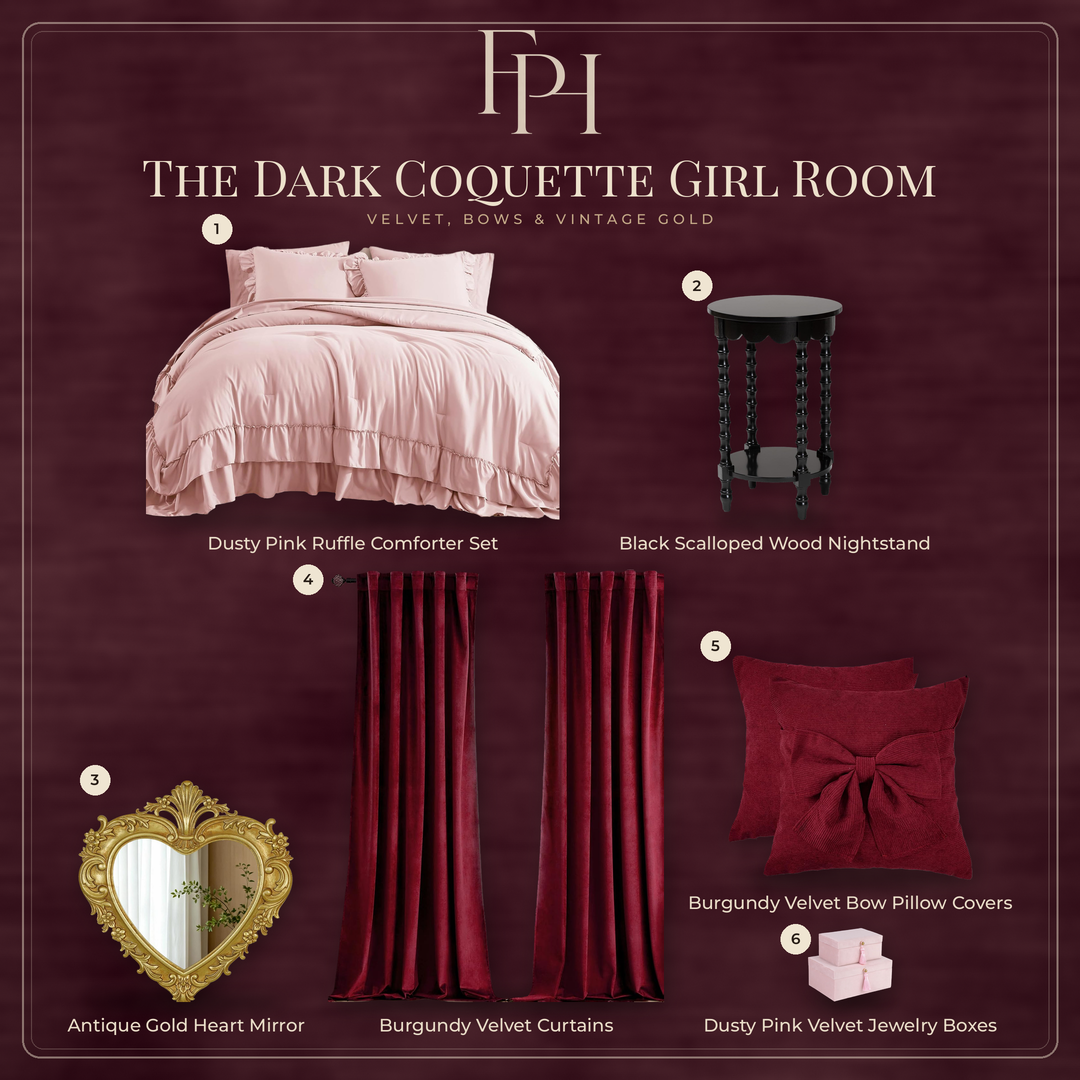 FPH
The Dark Coquette Girl Room
VELVET, BOWS & VINTAGE GOLD
1
2
Dusty Pink Ruffle Comforter Set
Black Scalloped Wood Nightstand
4
5
3
Burgundy Velvet Bow Pillow Covers
6
Antique Gold Heart Mirror
Burgundy Velvet Curtains
Dusty Pink Velvet Jewelry Boxes